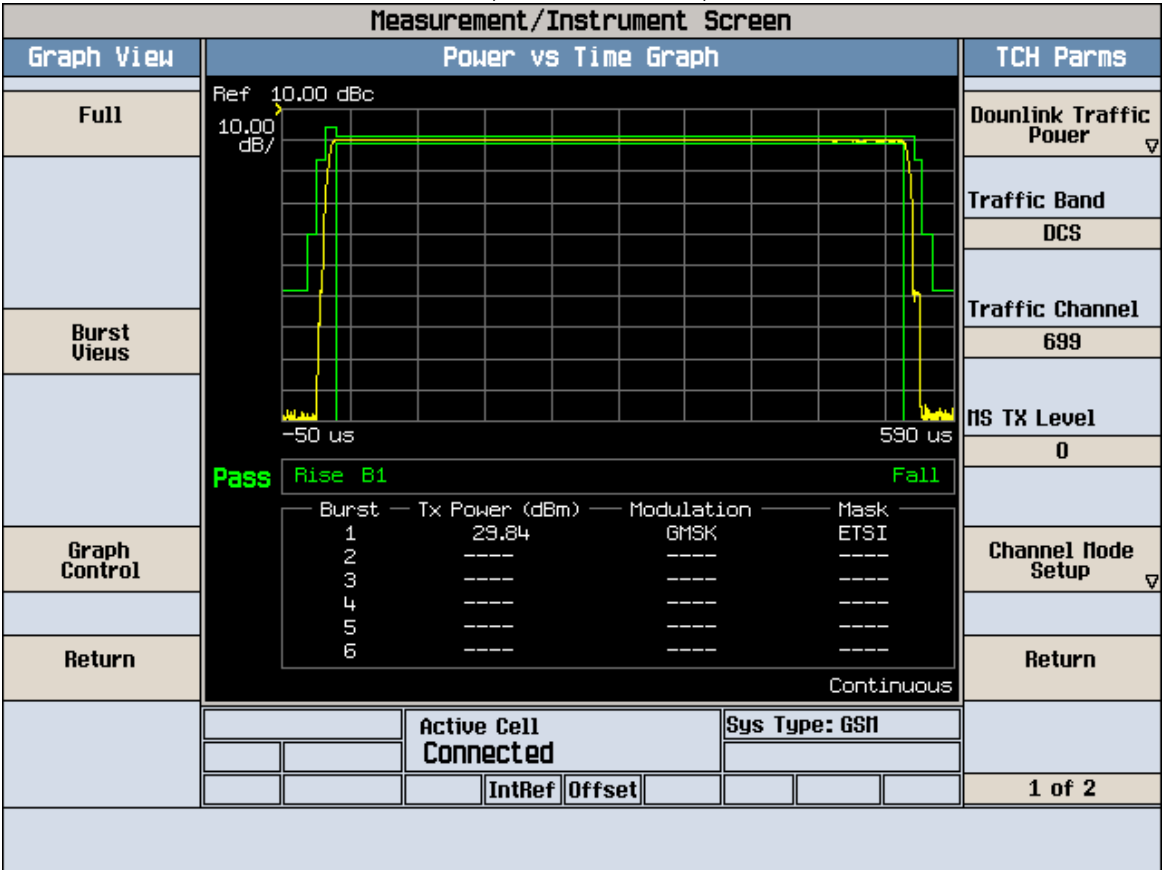 Measurement/Instrument Screen
Graph View
Full
Burst
Views
Graph
Control
Return
Power vs Time Graph
Ref 10.00 dBc
10.00
dB/
-50 us
590 us
Pass
Rise B1
Fall
Burst Tx Power (dBm) Modulation Mask
1 29.84 GMSK ETSI
2 ---- ---- ----
3 ---- ---- ----
4 ---- ---- ----
5 ---- ---- ----
6 ---- ---- ----
Continuous
Active Cell
Connected
Sys Type: GSM
IntRef
Offset
TCH Parms
Downlink Traffic
Power
Traffic Band
DCS
Traffic Channel
699
MS TX Level
0
Channel Mode
Setup
Return
1 of 2